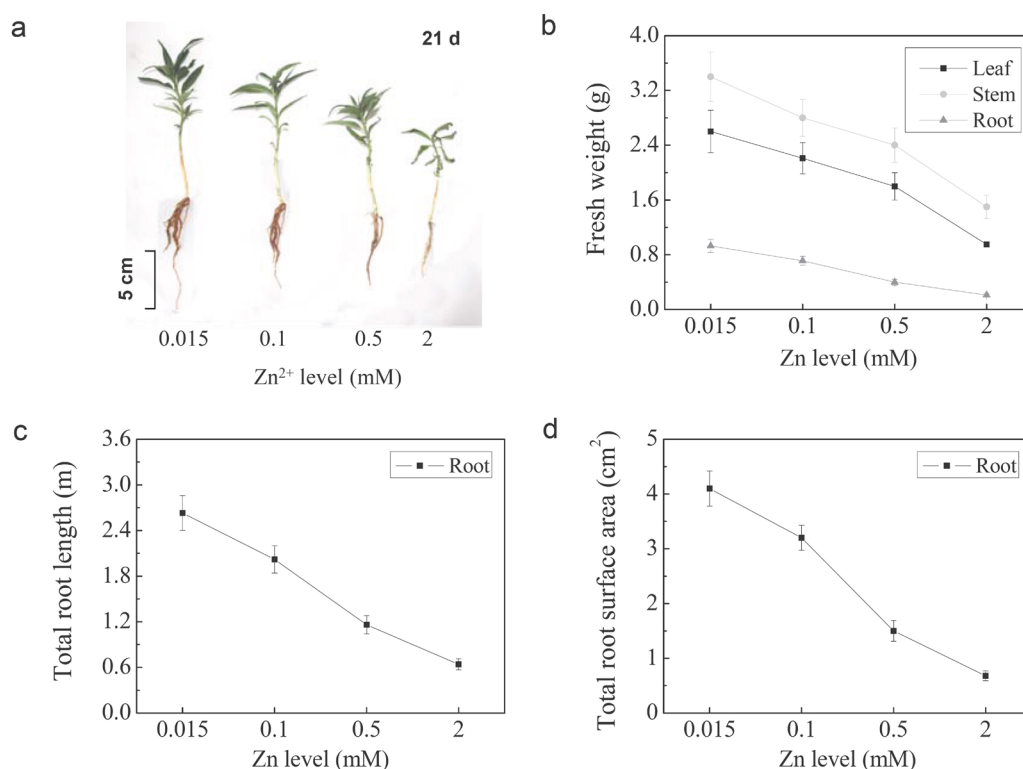 a
21 d
5 cm
0.015 0.1 0.5 2
Zn²⁺ level (mM)
b
Leaf
Stem
Root
Fresh weight (g)
4.0
3.2
2.4
1.6
0.8
0.0
0.015 0.1 0.5 2
Zn level (mM)
c
Root
Total root length (m)
3.6
3.0
2.4
1.8
1.2
0.6
0.0
0.015 0.1 0.5 2
Zn level (mM)
d
Root
Total root surface area (cm²)
5
4
3
2
1
0
0.015 0.1 0.5 2
Zn level (mM)